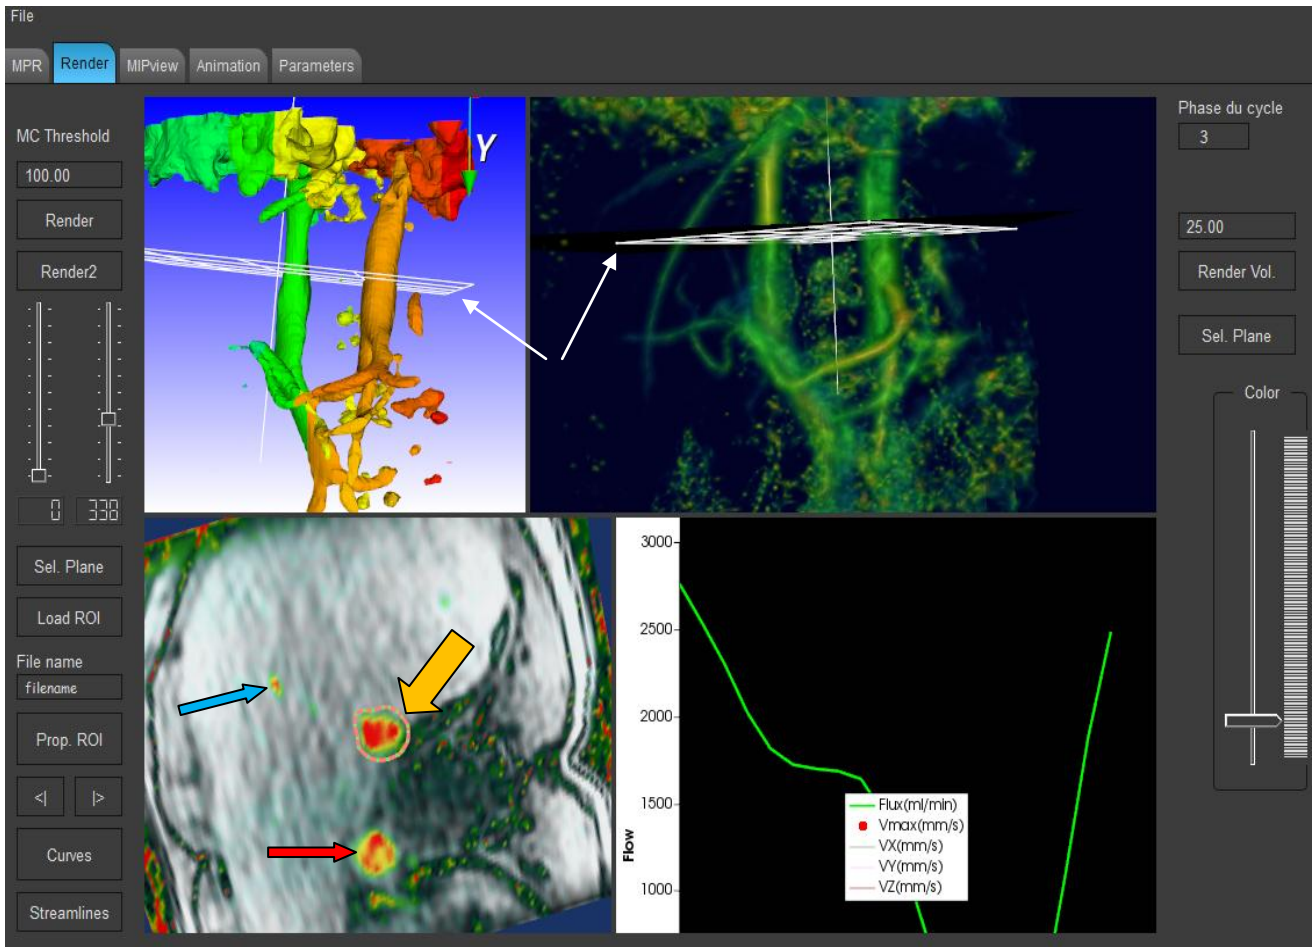 File
MPR Render MIPview Animation Parameters
MC Threshold
100.00
Render
Render2
0 338
Sel. Plane
Load ROI
File name
filename
Prop. ROI
<| |>
Curves
Streamlines
Y
3000
2500
2000
1500
1000
Flow
Flux(ml/min)
Vmax(mm/s)
VX(mm/s)
VY(mm/s)
VZ(mm/s)
Phase du cycle
3
25.00
Render Vol.
Sel. Plane
Color